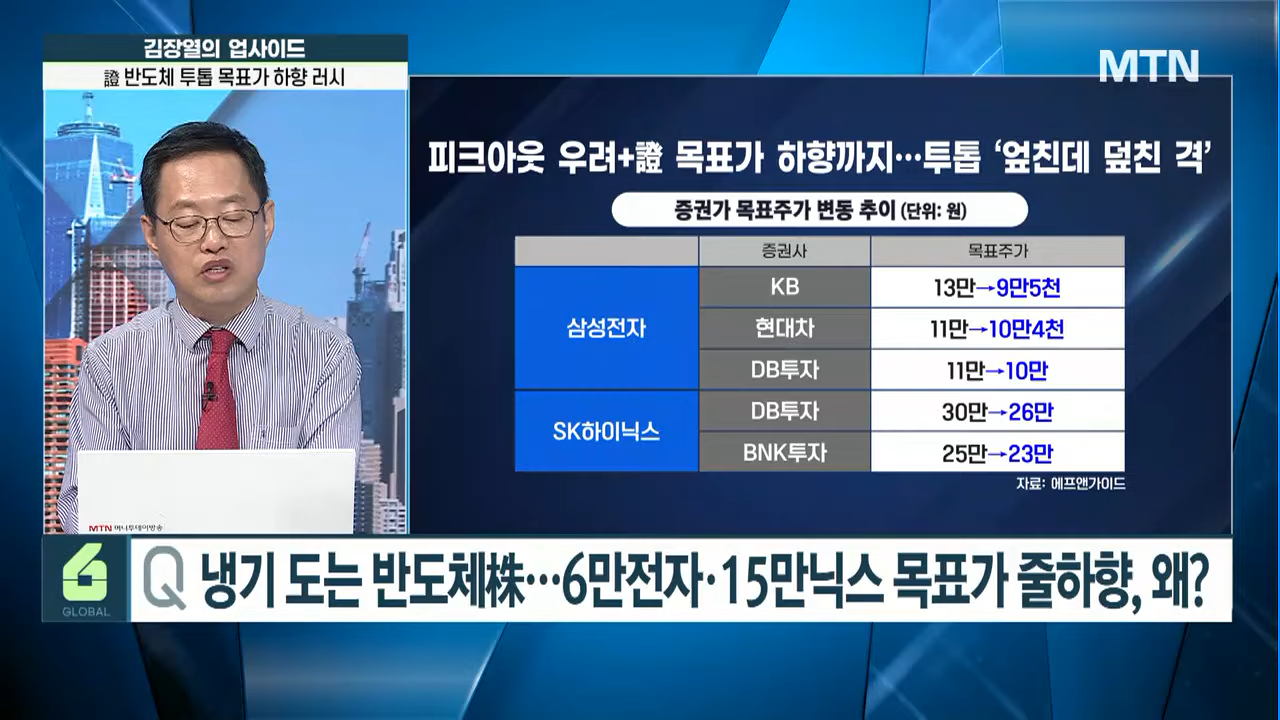 김장열의 업사이드
證 반도체 투톱 목표가 하향 러시
MTN
피크아웃 우려+證 목표가 하향까지…투톱 ‘엎친데 덮친 격’
증권가 목표주가 변동 추이 (단위: 원)
증권사 목표주가
삼성전자
KB 13만→9만5천
현대차 11만→10만4천
DB투자 11만→10만
SK하이닉스
DB투자 30만→26만
BNK투자 25만→23만
자료: 에프앤가이드
MTN 머니투데이방송
6 GLOBAL
Q 냉기 도는 반도체株…6만전자·15만닉스 목표가 줄하향, 왜?